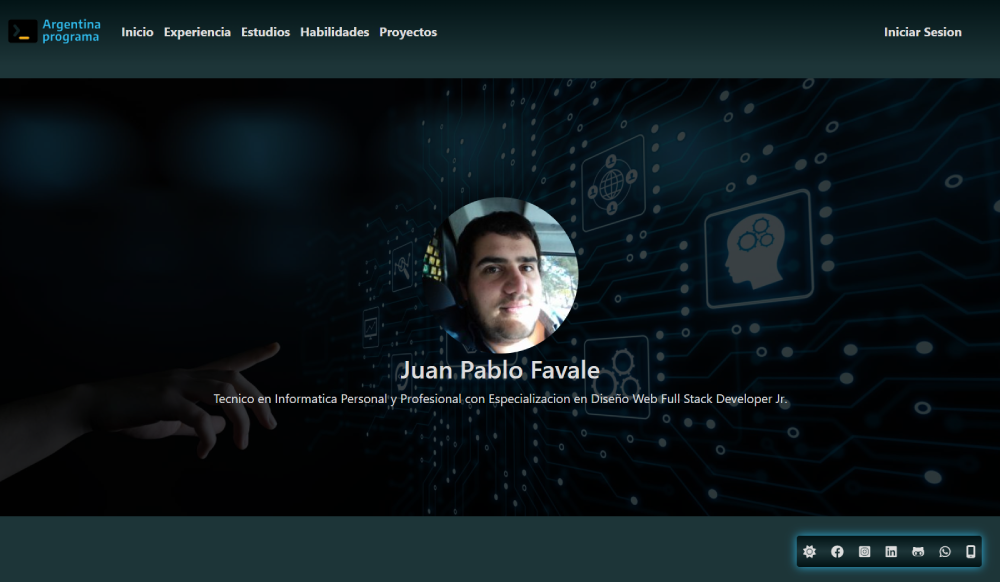 Argentina
programa
Inicio Experiencia Estudios Habilidades Proyectos
Iniciar Sesion
Juan Pablo Favale
Tecnico en Informatica Personal y Profesional con Especializacion en Diseño Web Full Stack Developer Jr.